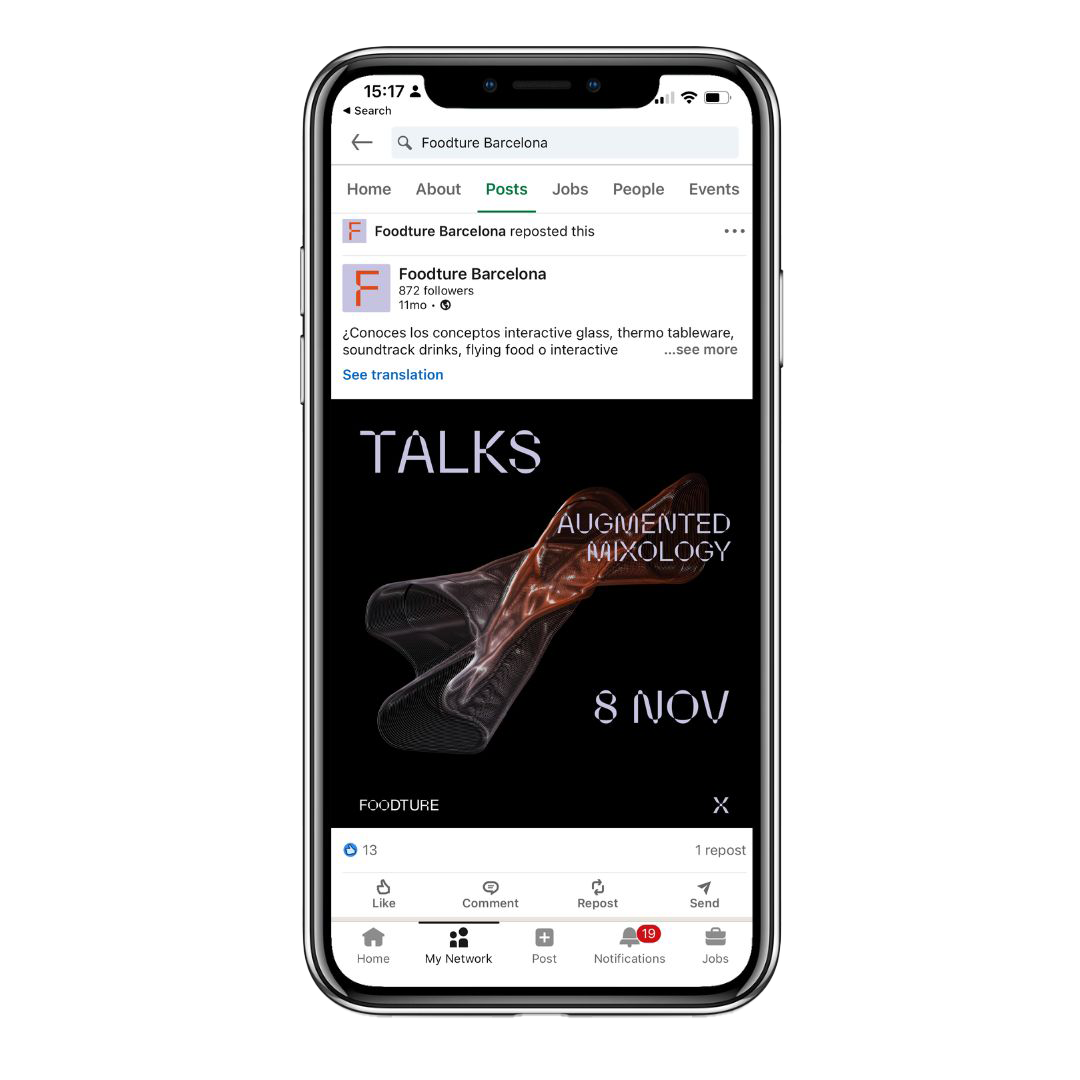 15:17
◀ Search
Foodture Barcelona
Home About Posts Jobs People Events
F Foodture Barcelona reposted this
F
Foodture Barcelona
872 followers
11mo •
¿Conoces los conceptos interactive glass, thermo tableware,
soundtrack drinks, flying food o interactive ...see more
See translation
TALKS
AUGMENTED
MIXOLOGY
8 NOV
FOODTURE X
13 1 repost
Like Comment Repost Send
19
Home My Network Post Notifications Jobs